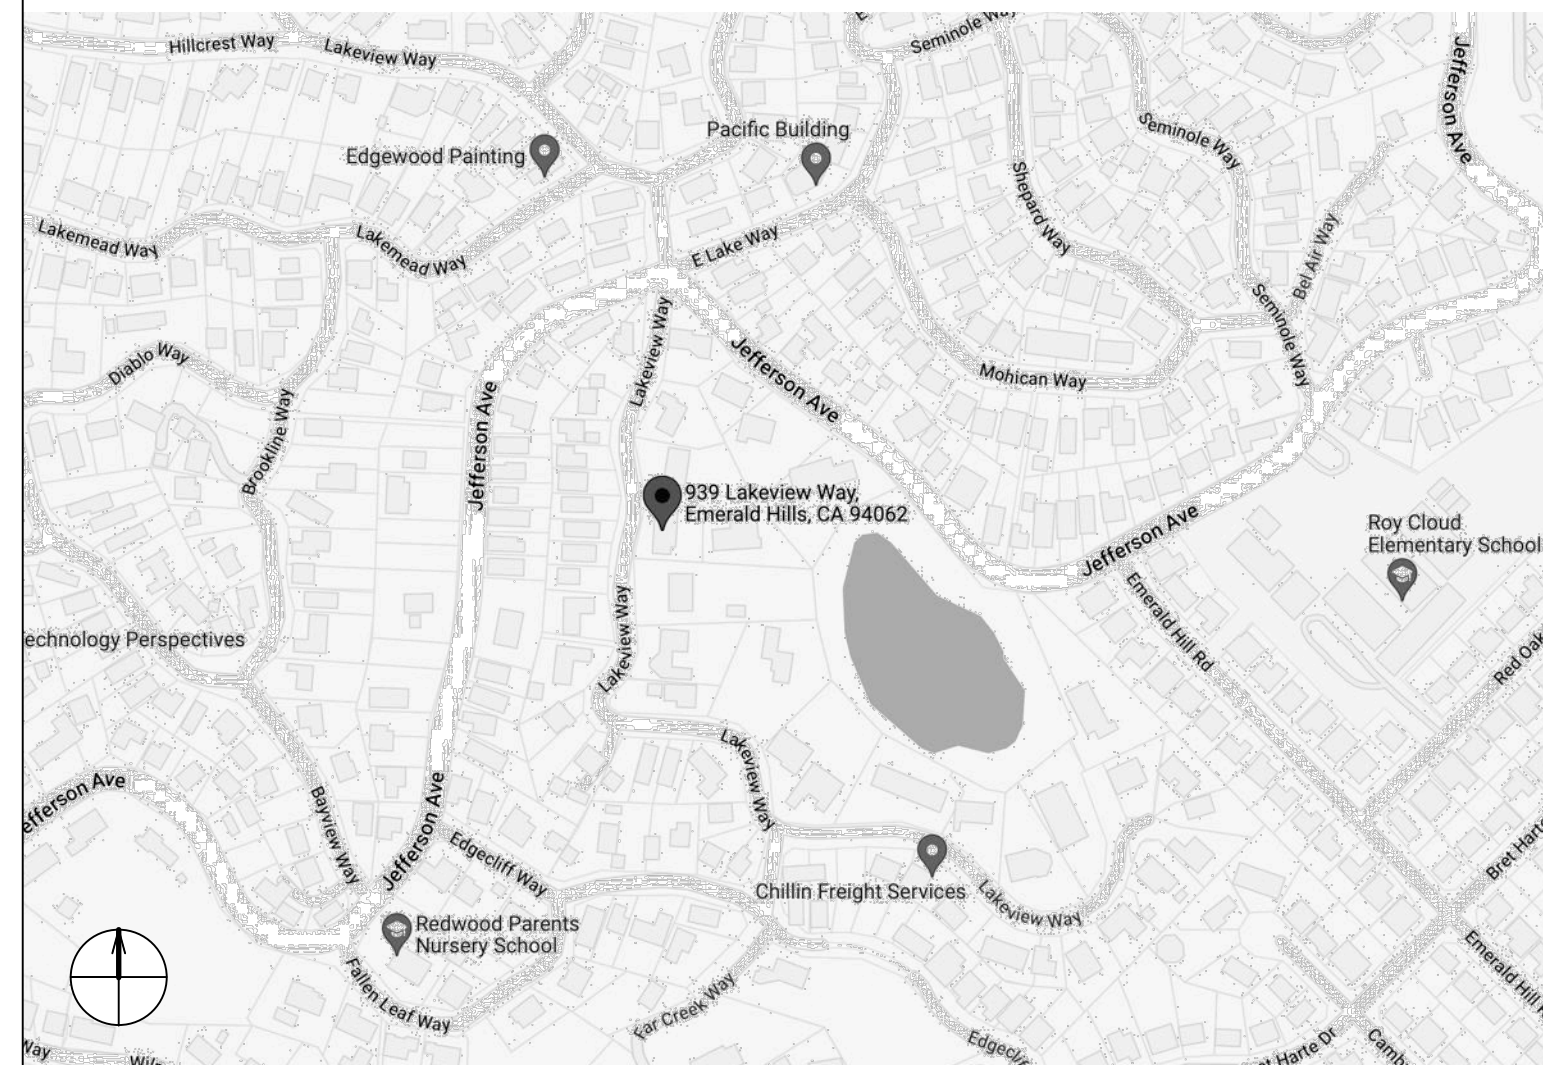 Hillcrest Way
Lakeview Way
Seminole Way
Jefferson Ave
Pacific Building
Edgewood Painting
Seminole Way
Shepard Way
Lakemead Way
Lakemead Way
E Lake Way
Bel Air Way
Seminole Way
Lakeview Way
Jefferson Ave
Diablo Way
Mohican Way
Brookline Way
Jefferson Ave
939 Lakeview Way,
Emerald Hills, CA 94062
Roy Cloud
Elementary School
Jefferson Ave
Emerald Hill Rd
Lakeview Way
echnology Perspectives
Red Oak
Lakeview Way
efferson Ave
Bayview Way
Jefferson Ave
Edgecliff Way
Bret Harte
Chillin Freight Services
Lakeview Way
Redwood Parents
Nursery School
Fallen Leaf Way
Far Creek Way
Emerald Hill
Edgecli
Harte Dr
Way